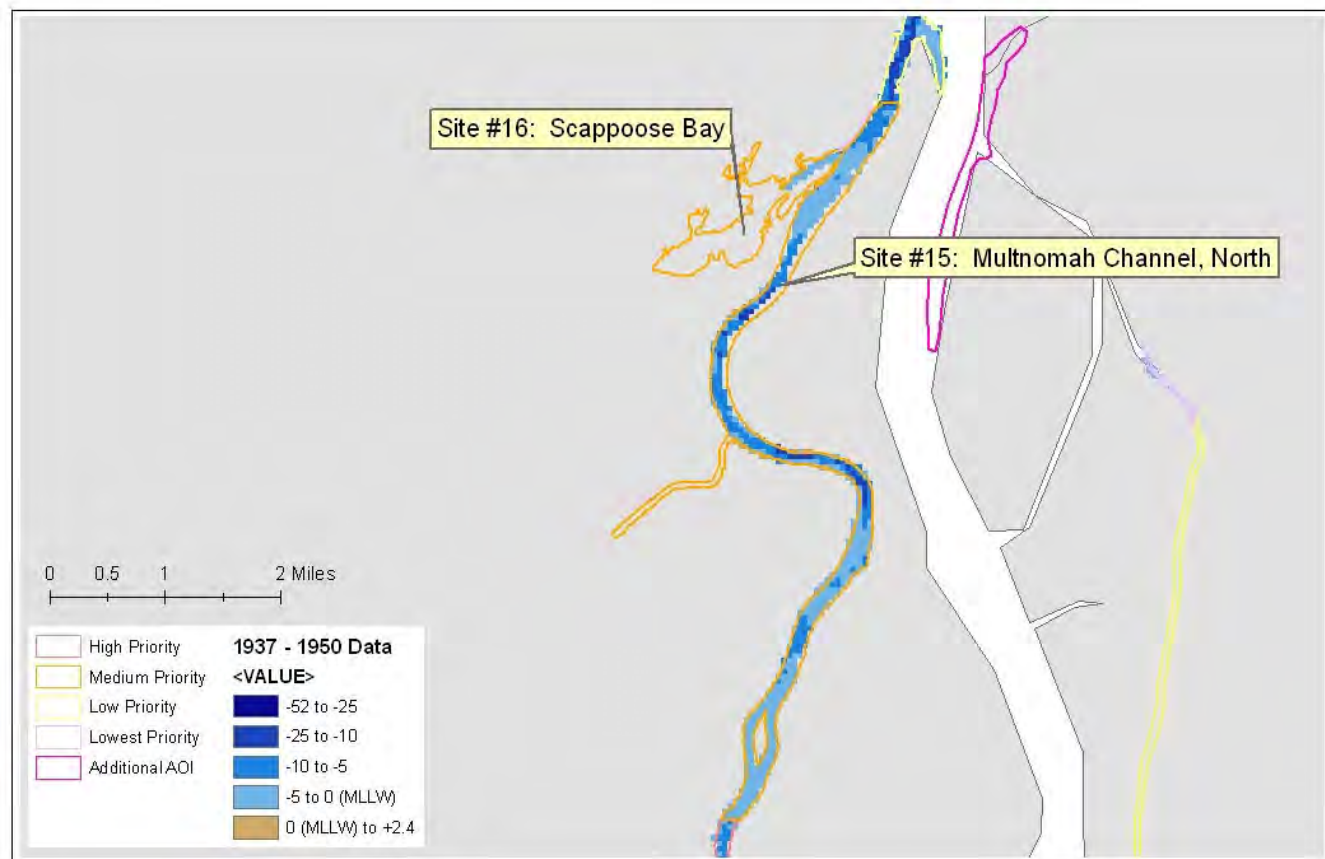 Site #16: Scappoose Bay
Site #15: Multnomah Channel, North
0 0.5 1 2 Miles
High Priority
Medium Priority
Low Priority
Lowest Priority
Additional AOI
1937 - 1950 Data
<VALUE>
-52 to -25
-25 to -10
-10 to -5
-5 to 0 (MLLW)
0 (MLLW) to +2.4